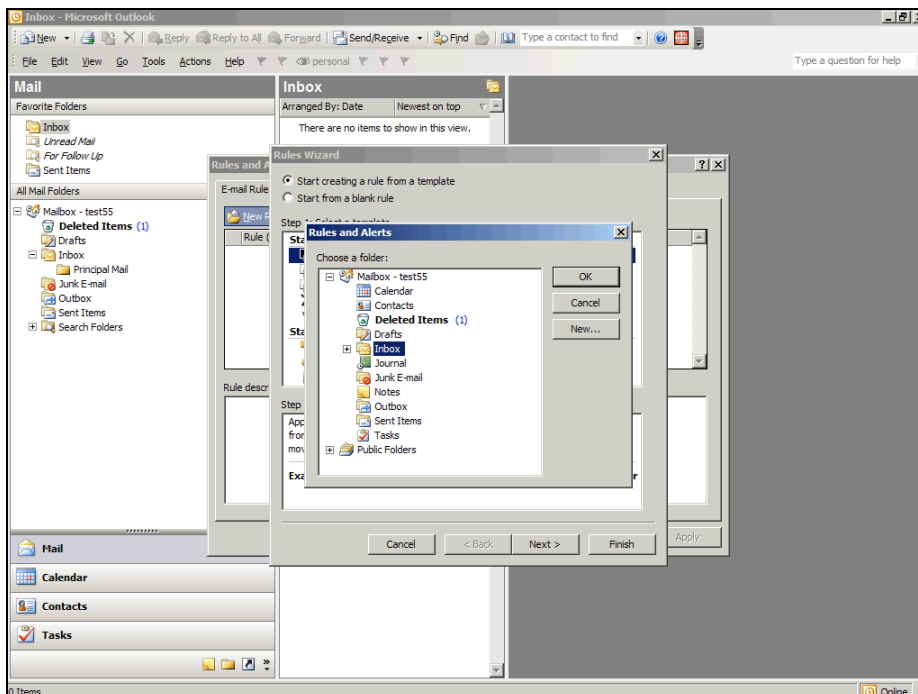 Inbox - Microsoft Outlook
New Reply Reply to All Forward Send/Receive Find Type a contact to find
File Edit View Go Tools Actions Help personal Type a question for help
Mail
Favorite Folders
Inbox
Unread Mail
For Follow Up
Sent Items
All Mail Folders
Mailbox - test55
Deleted Items (1)
Drafts
Inbox
Principal Mail
Junk E-mail
Outbox
Sent Items
Search Folders
Mail
Calendar
Contacts
Tasks
0 Items
Inbox
Arranged By: Date Newest on top
There are no items to show in this view.
Rules and A
E-mail Rule
New R
Rule (
Rule descr
Apply
Rules Wizard
Start creating a rule from a template
Start from a blank rule
Step 1: Select a template
Sta
Sta
Step
App
from
mov
Exa
r
Cancel < Back Next > Finish
Rules and Alerts
Choose a folder:
Mailbox - test55
Calendar
Contacts
Deleted Items (1)
Drafts
Inbox
Journal
Junk E-mail
Notes
Outbox
Sent Items
Tasks
Public Folders
OK
Cancel
New...
Online